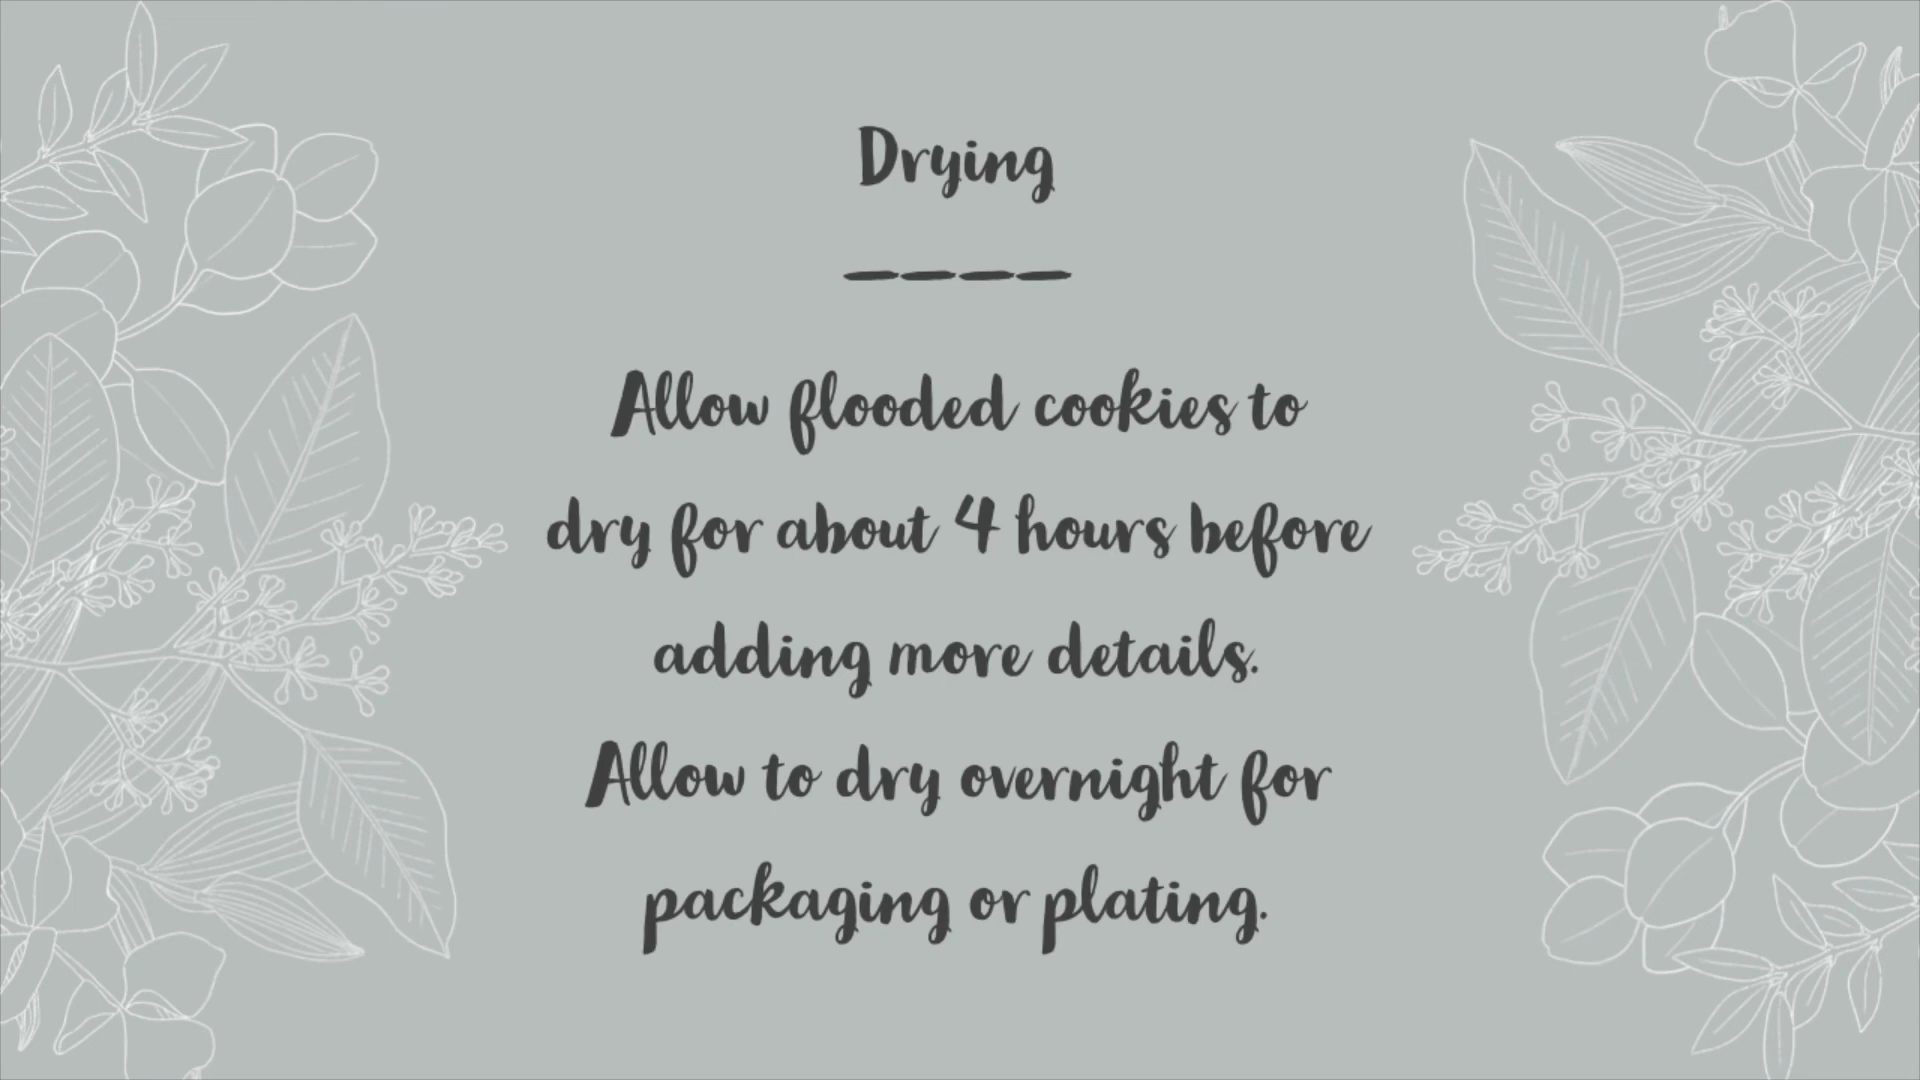 Drying
Allow flooded cookies to
dry for about 4 hours before
adding more details.
Allow to dry overnight for
packaging or plating.